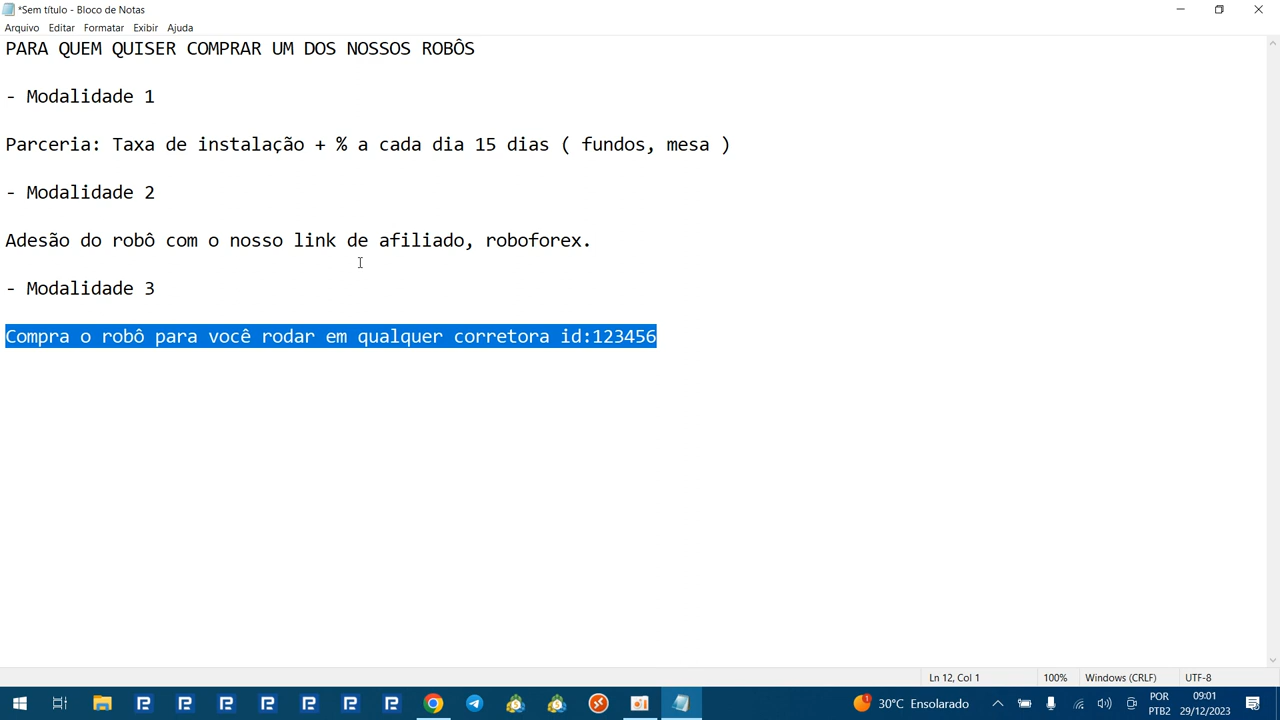 *Sem título - Bloco de Notas
Arquivo Editar Formatar Exibir Ajuda
PARA QUEM QUISER COMPRAR UM DOS NOSSOS ROBÔS
- Modalidade 1
Parceria: Taxa de instalação + % a cada dia 15 dias ( fundos, mesa )
- Modalidade 2
Adesão do robô com o nosso link de afiliado, roboforex.
- Modalidade 3
Compra o robô para você rodar em qualquer corretora id:123456
Ln 12, Col 1 100% Windows (CRLF) UTF-8
30°C Ensolarado
POR 09:01
PTB2 29/12/2023